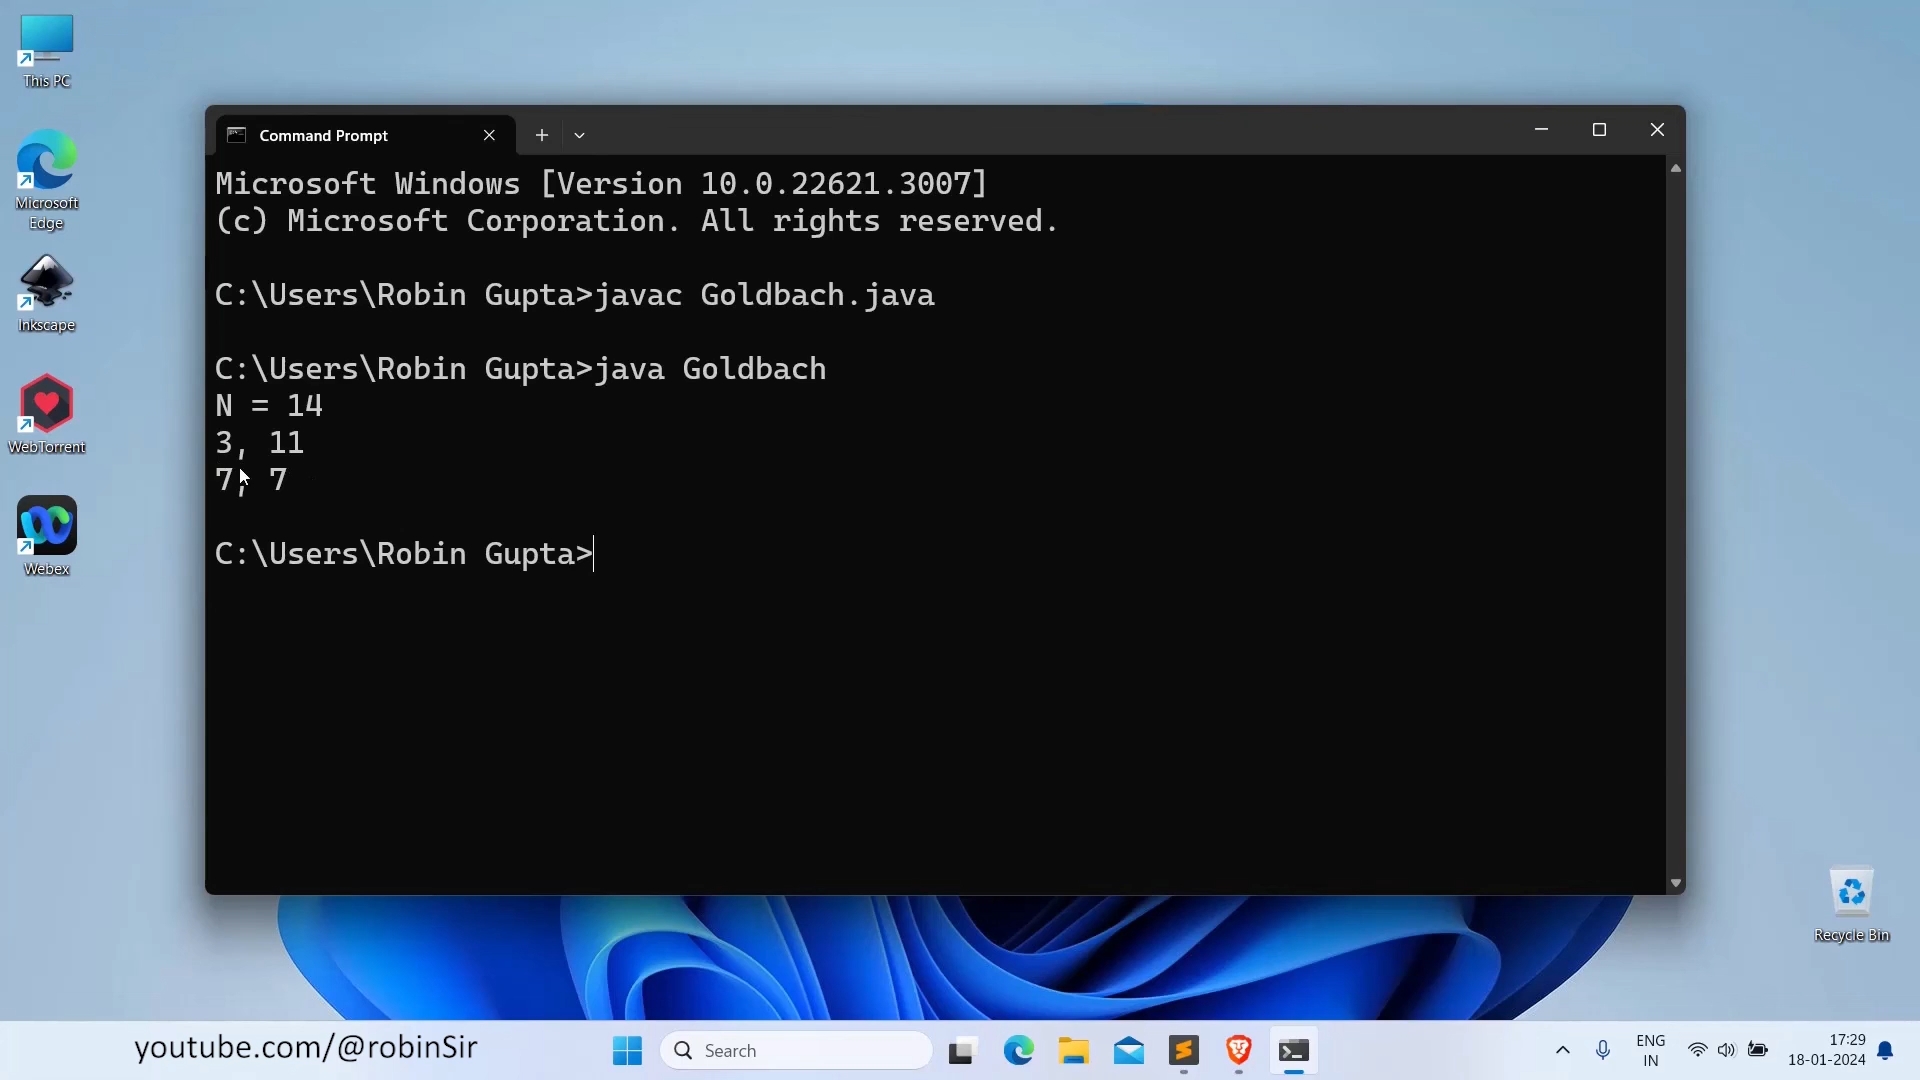 This PC
Microsoft
Edge
Inkscape
WebTorrent
Webex
Command Prompt
Microsoft Windows [Version 10.0.22621.3007]
(c) Microsoft Corporation. All rights reserved.
C:\Users\Robin Gupta>javac Goldbach.java
C:\Users\Robin Gupta>java Goldbach
N = 14
3, 11
7, 7
C:\Users\Robin Gupta>
Recycle Bin
youtube.com/@robinSir
Search
ENG
IN
17:29
18-01-2024